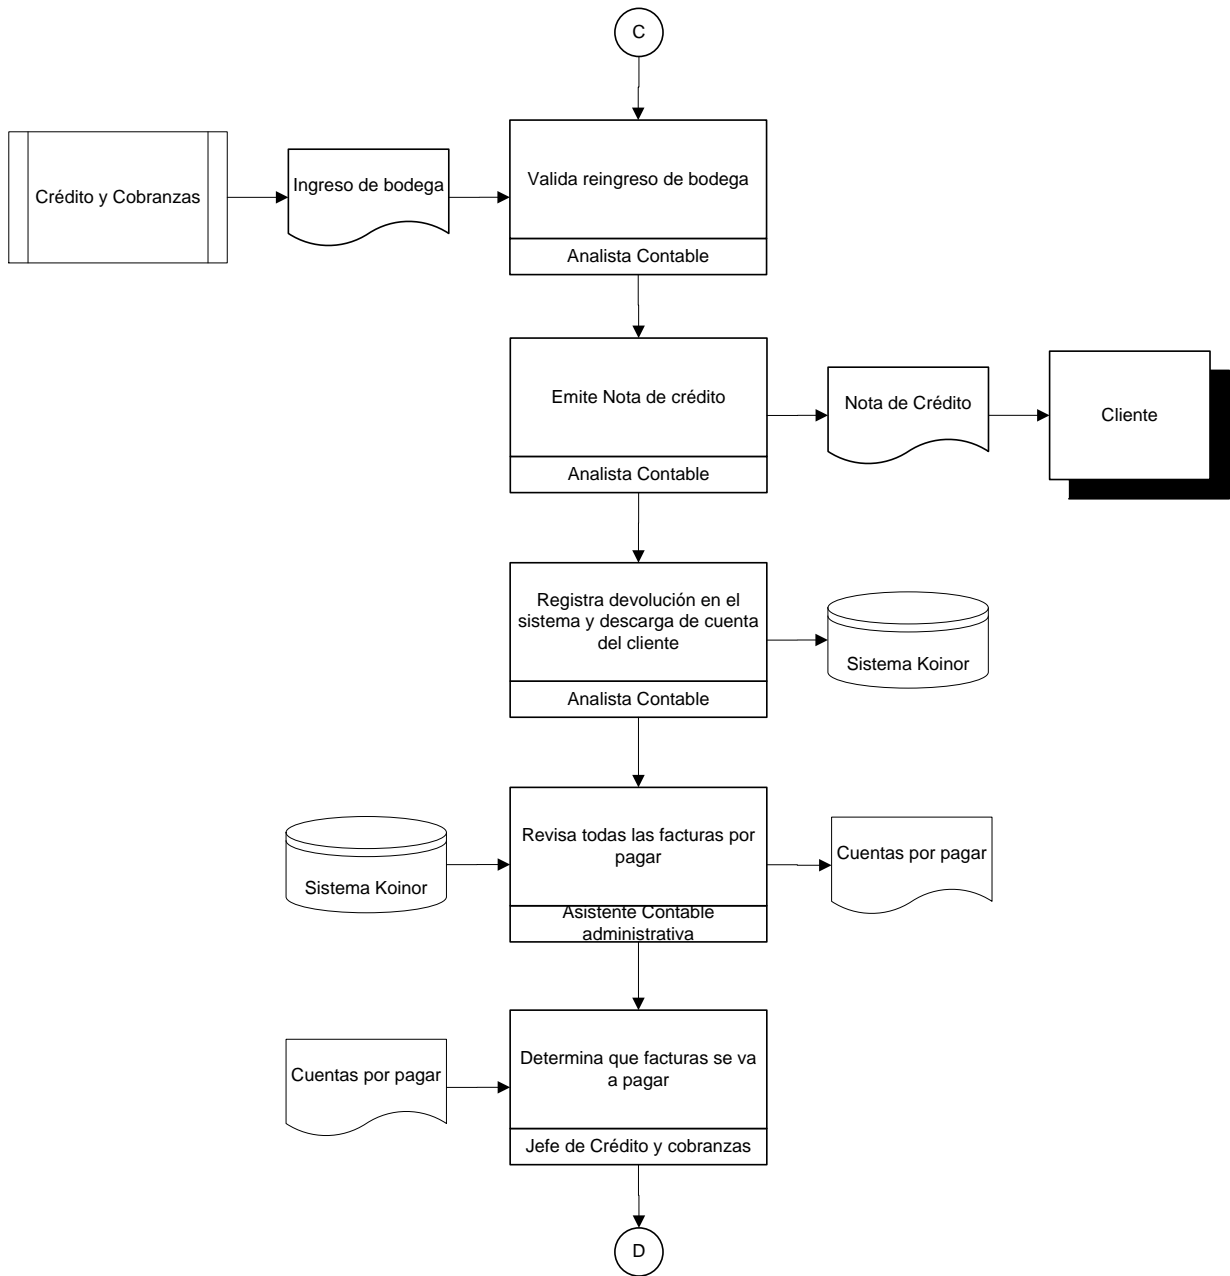 C
Crédito y Cobranzas
Ingreso de bodega
Valida reingreso de bodega
Analista Contable
Emite Nota de crédito
Analista Contable
Nota de Crédito
Cliente
Registra devolución en el
sistema y descarga de cuenta
del cliente
Analista Contable
Sistema Koinor
Sistema Koinor
Revisa todas las facturas por
pagar
Asistente Contable
administrativa
Cuentas por pagar
Cuentas por pagar
Determina que facturas se va
a pagar
Jefe de Crédito y cobranzas
D